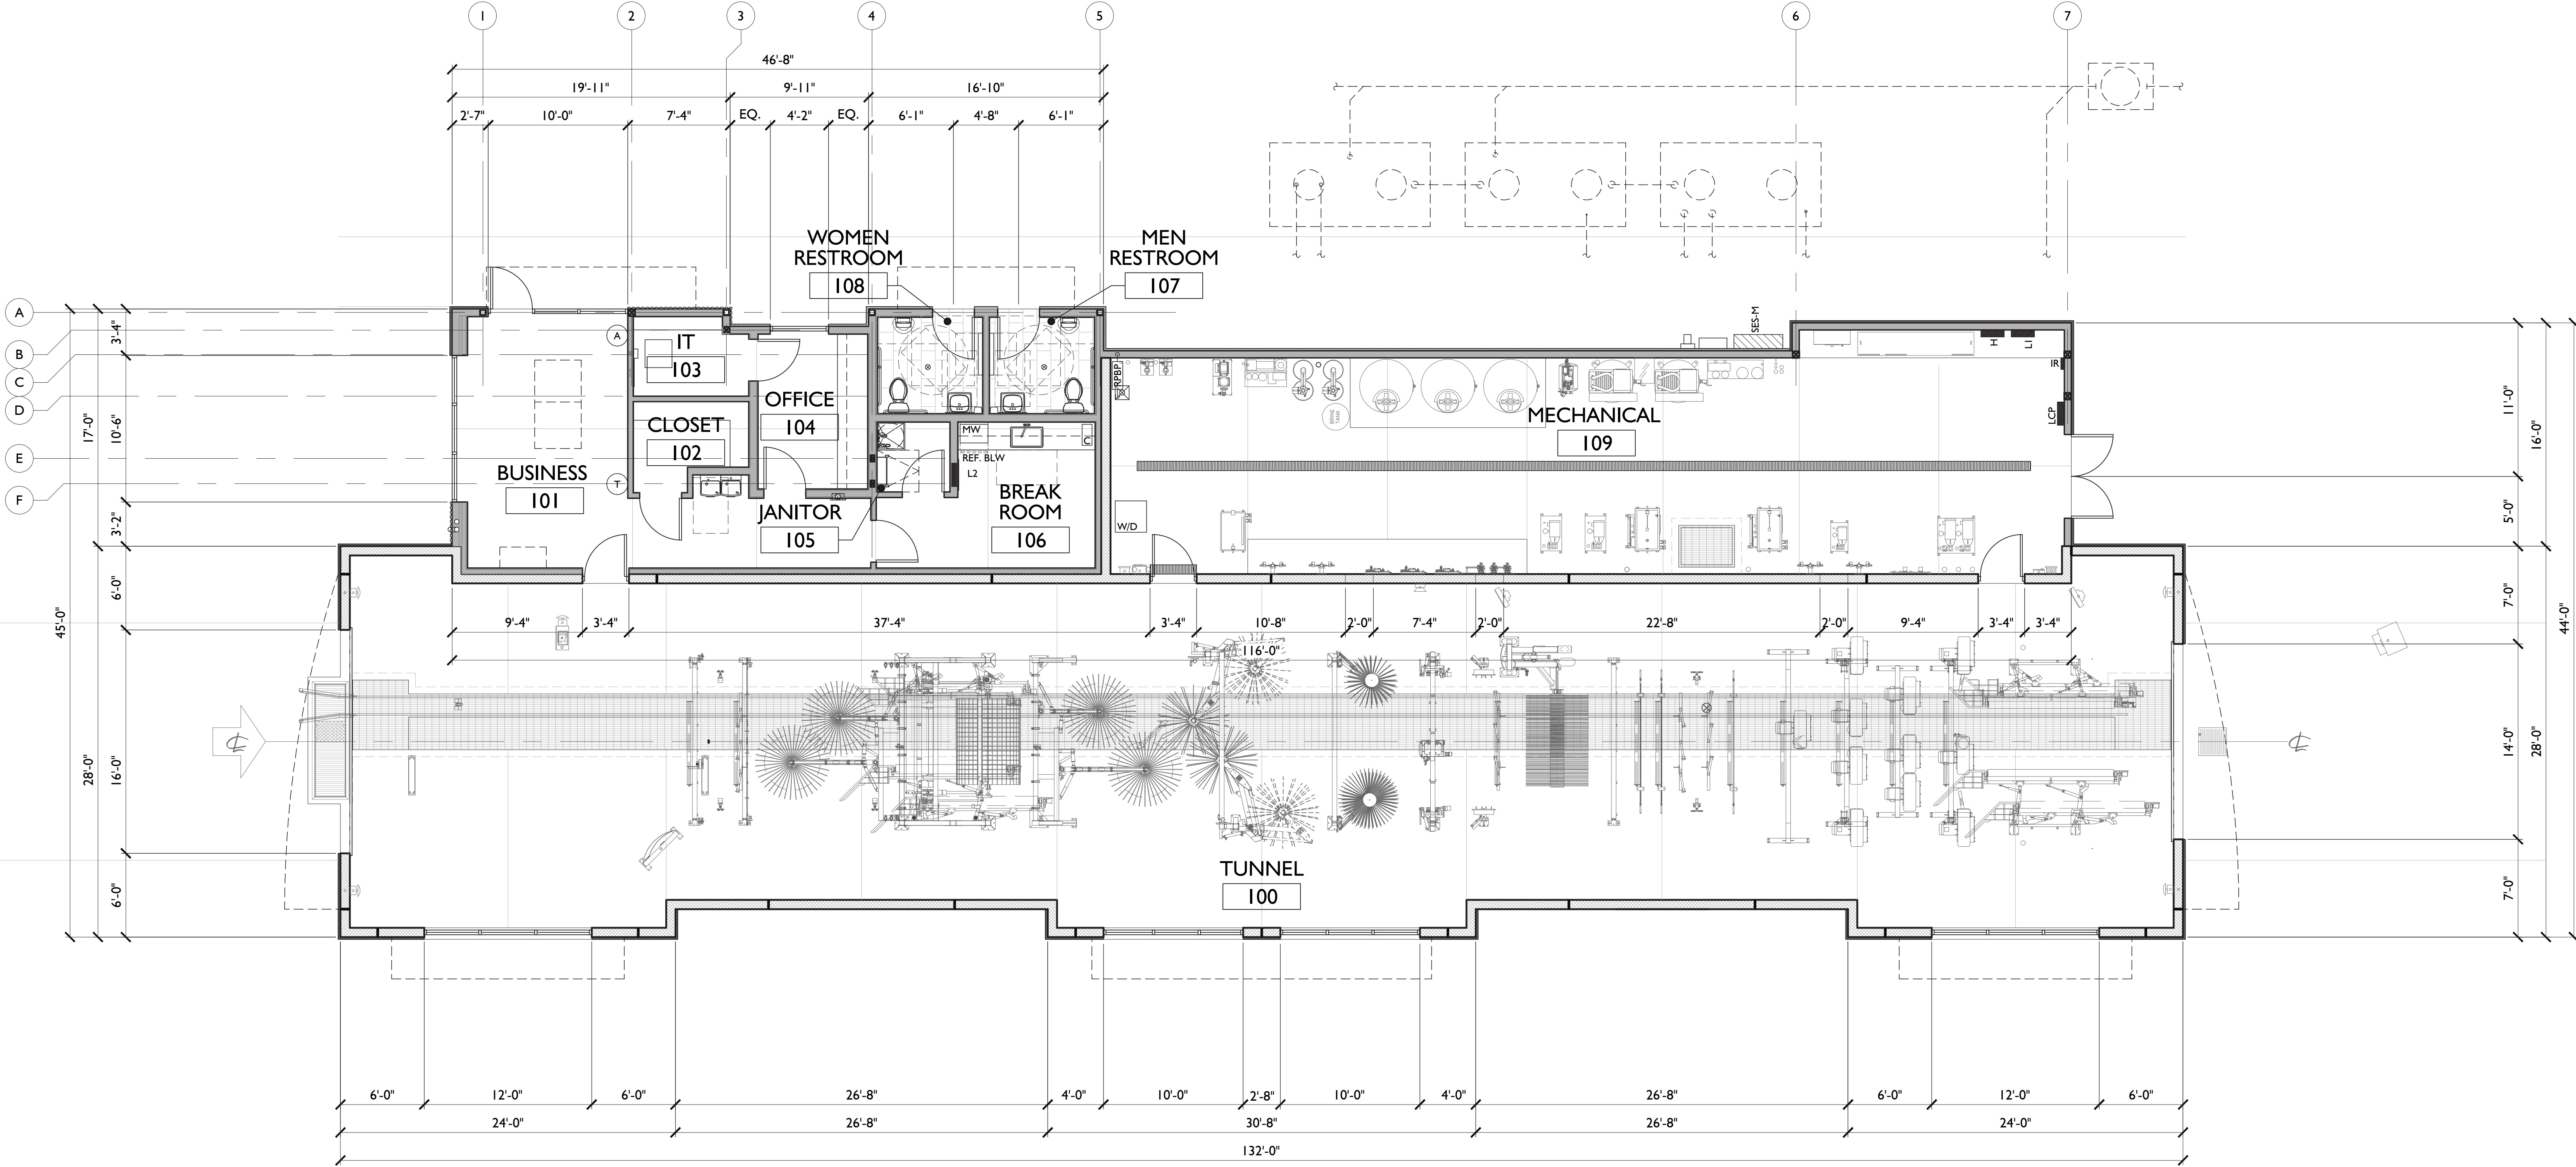 1 2 3 4 5 6 7
46'-8"
19'-11" 9'-11" 16'-10"
2'-7" 10'-0" 7'-4" EQ. 4'-2" EQ. 6'-1" 4'-8" 6'-1"
WOMEN
RESTROOM
108
MEN
RESTROOM
107
A
B
C
D
E
F
3'-4"
10'-6"
3'-2"
17'-0"
6'-0"
16'-0"
6'-0"
28'-0"
45'-0"
A
IT
103
CLOSET
102
OFFICE
104
BUSINESS
101
T
JANITOR
105
MW
C
REF. BLW
L2
BREAK
ROOM
106
RPBP
BRINE
TANK
SES-M
H
L1
IR
LCP
MECHANICAL
109
W/D
11'-0"
5'-0"
16'-0"
7'-0"
14'-0"
7'-0"
28'-0"
44'-0"
9'-4" 3'-4" 37'-4" 3'-4" 10'-8" 2'-0" 7'-4" 2'-0" 22'-8" 2'-0" 9'-4" 3'-4" 3'-4"
116'-0"
TUNNEL
100
6'-0" 12'-0" 6'-0" 26'-8" 4'-0" 10'-0" 2'-8" 10'-0" 4'-0" 26'-8" 6'-0" 12'-0" 6'-0"
24'-0" 26'-8" 30'-8" 26'-8" 24'-0"
132'-0"